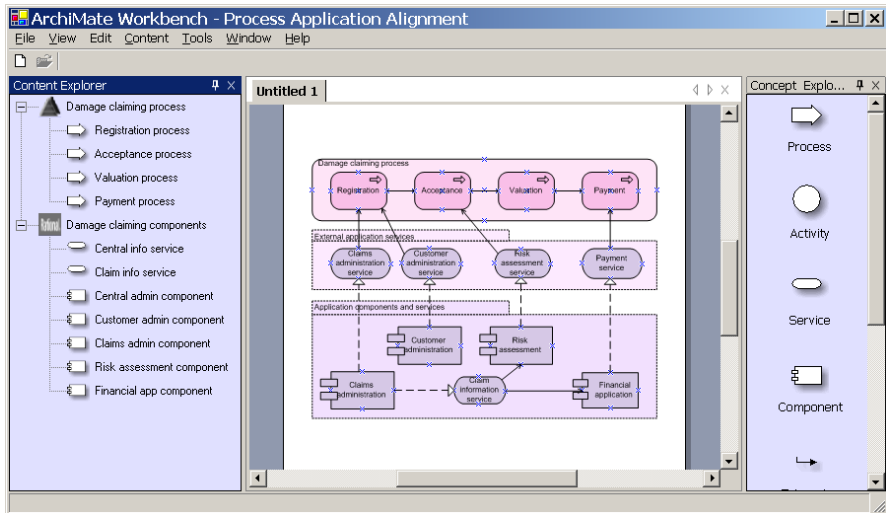 ArchiMate Workbench - Process Application Alignment
File View Edit Content Tools Window Help
Content Explorer
Damage claiming process
Registration process
Acceptance process
Valuation process
Payment process
Damage claiming components
Central info service
Claim info service
Central admin component
Customer admin component
Claims admin component
Risk assessment component
Financial app component
Untitled 1
Damage claiming process
Registration
Acceptance
Valuation
Payment
External application services
Claims
administration
service
Customer
administration
service
Risk
assessment
service
Payment
service
Application components and services
Customer
administration
Risk
assessment
Claims
administration
Claim
information
service
Financial
application
Concept Explo...
Process
Activity
Service
Component